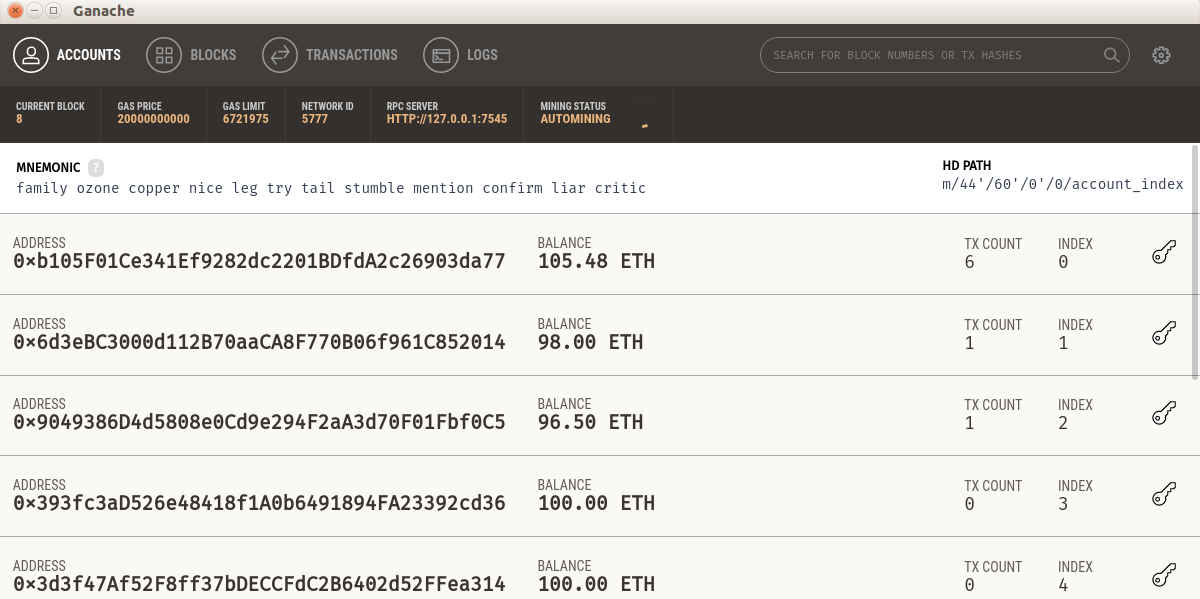 Ganache
ACCOUNTS BLOCKS TRANSACTIONS LOGS SEARCH FOR BLOCK NUMBERS OR TX HASHES
CURRENT BLOCK GAS PRICE GAS LIMIT NETWORK ID RPC SERVER MINING STATUS
8 20000000000 6721975 5777 HTTP://127.0.0.1:7545 AUTOMINING
MNEMONIC ? HD PATH
family ozone copper nice leg try tail stumble mention confirm liar critic m/44'/60'/0'/0/account_index
ADDRESS BALANCE TX COUNT INDEX
0×b105F01Ce341Ef9282dc2201BDfdA2c26903da77 105.48 ETH 6 0
ADDRESS BALANCE TX COUNT INDEX
0×6d3eBC3000d112B70aaCA8F770B06f961C852014 98.00 ETH 1 1
ADDRESS BALANCE TX COUNT INDEX
0×9049386D4d5808e0Cd9e294F2aA3d70F01Fbf0C5 96.50 ETH 1 2
ADDRESS BALANCE TX COUNT INDEX
0×393fc3aD526e48418f1A0b6491894FA23392cd36 100.00 ETH 0 3
ADDRESS BALANCE TX COUNT INDEX
0×3d3f47Af52F8ff37bDECCFdC2B6402d52FFea314 100.00 ETH 0 4